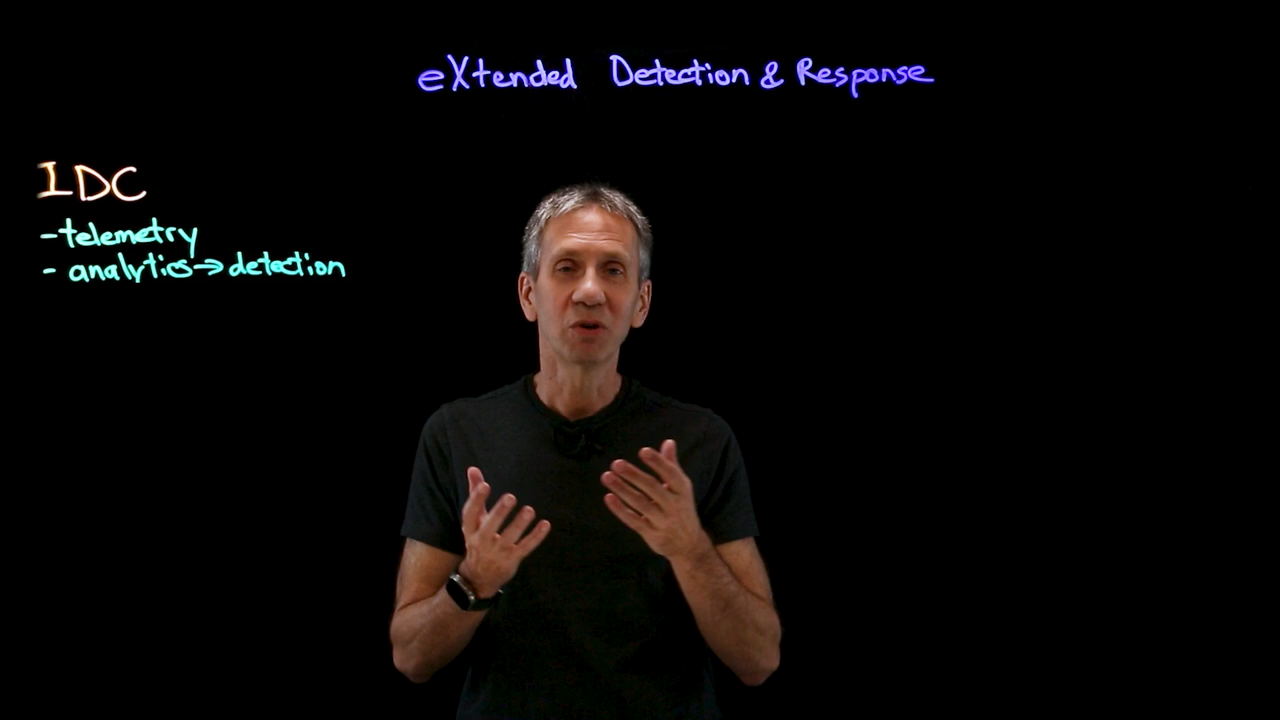 eXtended Detection & Response
IDC
- telemetry
- analytics → detection